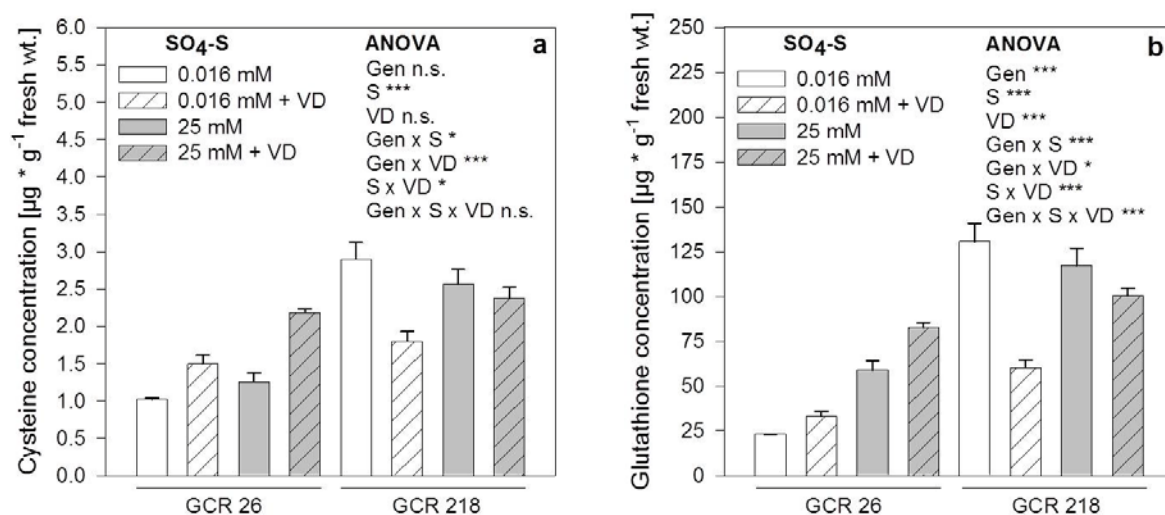 Cysteine concentration [µg * g⁻¹ fresh wt.]
6.0
5.5
5.0
4.5
4.0
3.5
3.0
2.5
2.0
1.5
1.0
0.5
0.0
SO₄-S
0.016 mM
0.016 mM + VD
25 mM
25 mM + VD
ANOVA
a
Gen n.s.
S ***
VD n.s.
Gen x S *
Gen x VD ***
S x VD *
Gen x S x VD n.s.
GCR 26
GCR 218
Glutathione concentration [µg * g⁻¹ fresh wt.]
250
225
200
175
150
125
100
75
50
25
0
SO₄-S
0.016 mM
0.016 mM + VD
25 mM
25 mM + VD
ANOVA
b
Gen ***
S ***
VD ***
Gen x S ***
Gen x VD *
S x VD ***
Gen x S x VD ***
GCR 26
GCR 218